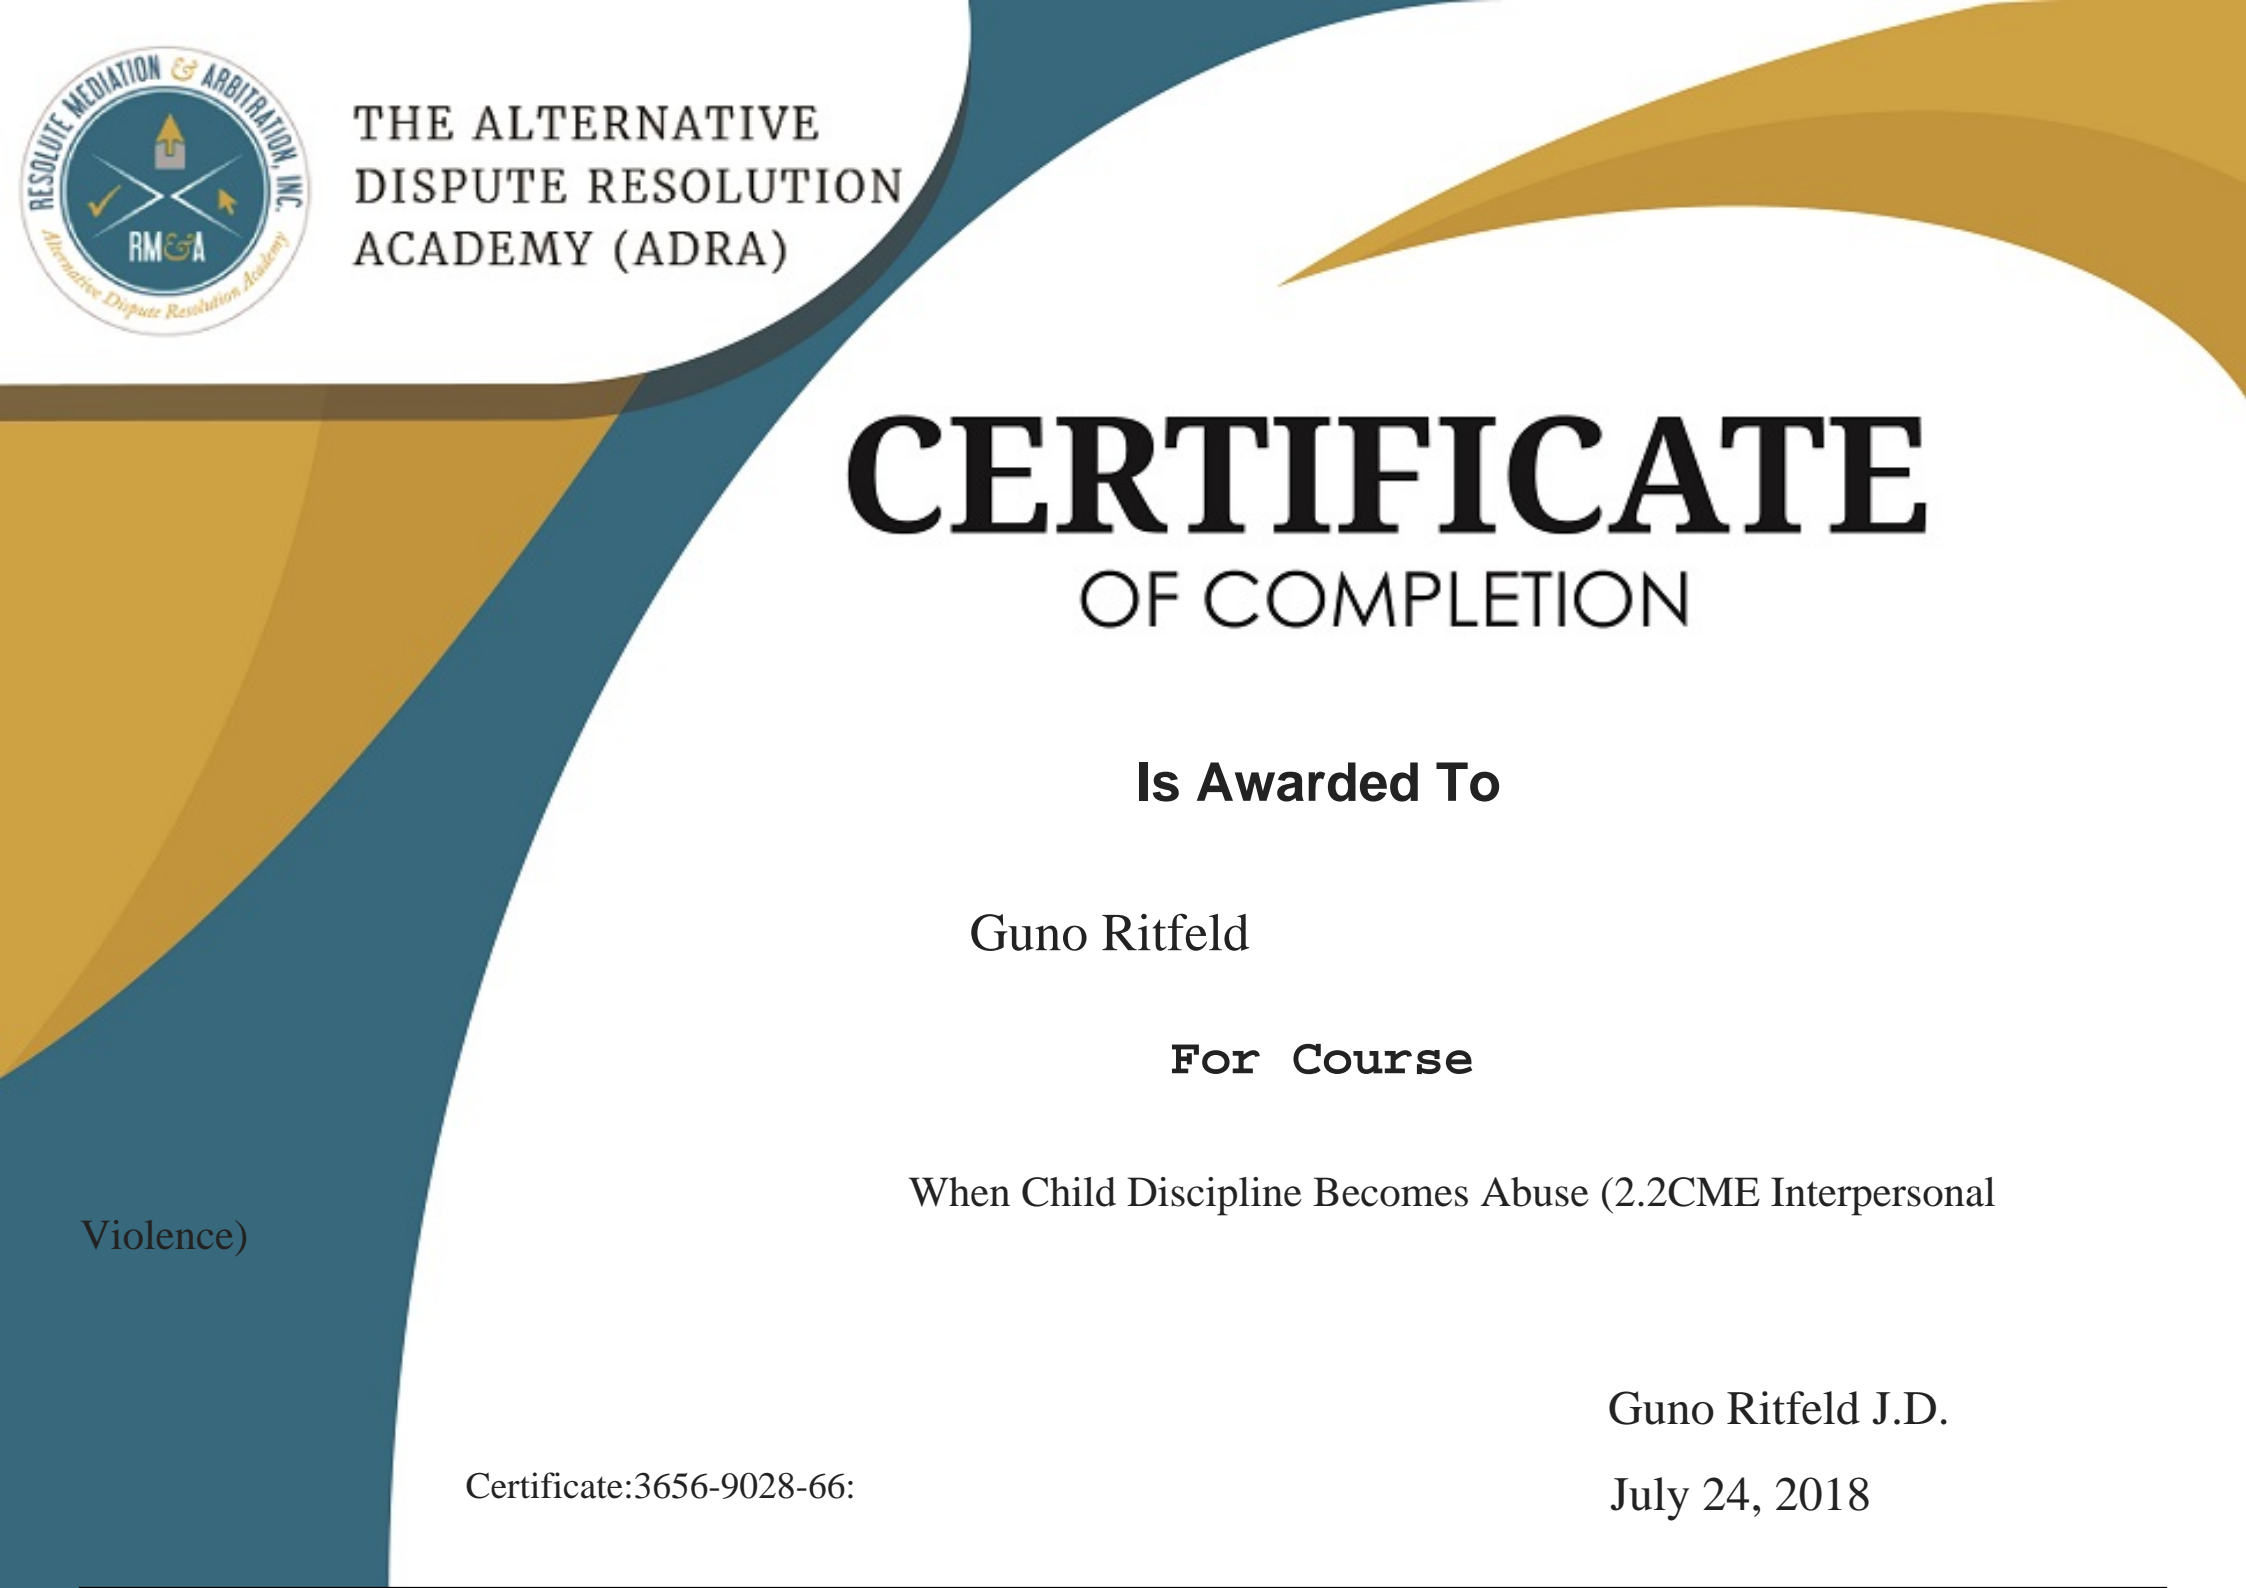 RESOLUTE MEDIATION & ARBITRATION, INC.
RM&A
Alternative Dispute Resolution Academy
THE ALTERNATIVE
DISPUTE RESOLUTION
ACADEMY (ADRA)
CERTIFICATE
OF COMPLETION
Is Awarded To
Guno Ritfeld
For Course
When Child Discipline Becomes Abuse (2.2CME Interpersonal
Violence)
Guno Ritfeld J.D.
Certificate:3656-9028-66:
July 24, 2018